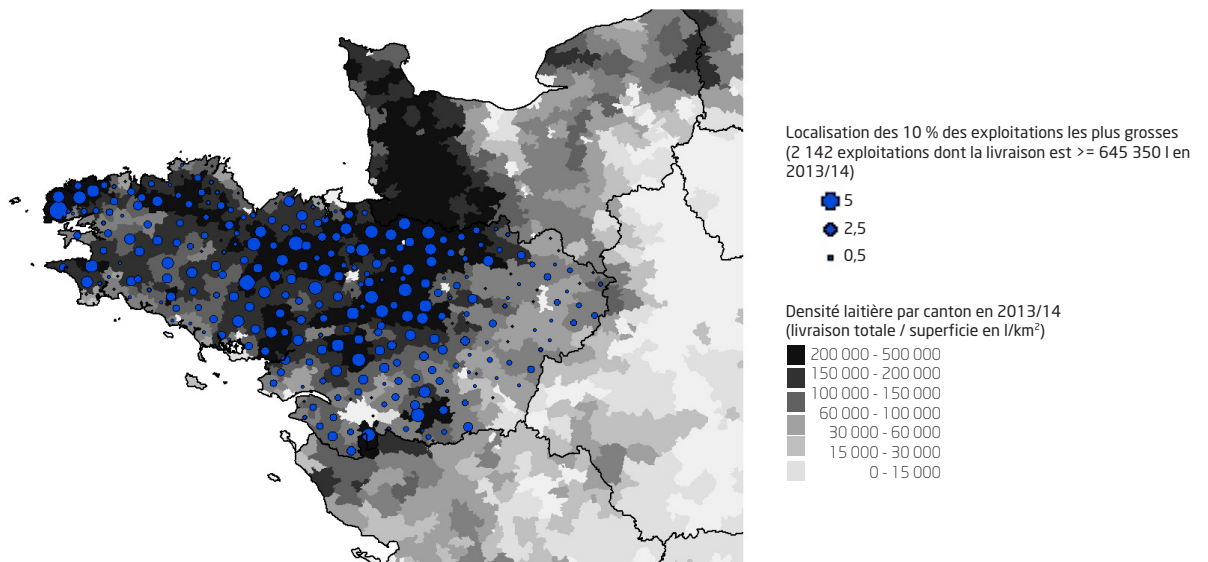 Localisation des 10 % des exploitations les plus grosses
(2 142 exploitations dont la livraison est >= 645 350 l en
2013/14)
5
2,5
0,5
Densité laitière par canton en 2013/14
(livraison totale / superficie en l/km²)
200 000 - 500 000
150 000 - 200 000
100 000 - 150 000
60 000 - 100 000
30 000 - 60 000
15 000 - 30 000
0 - 15 000